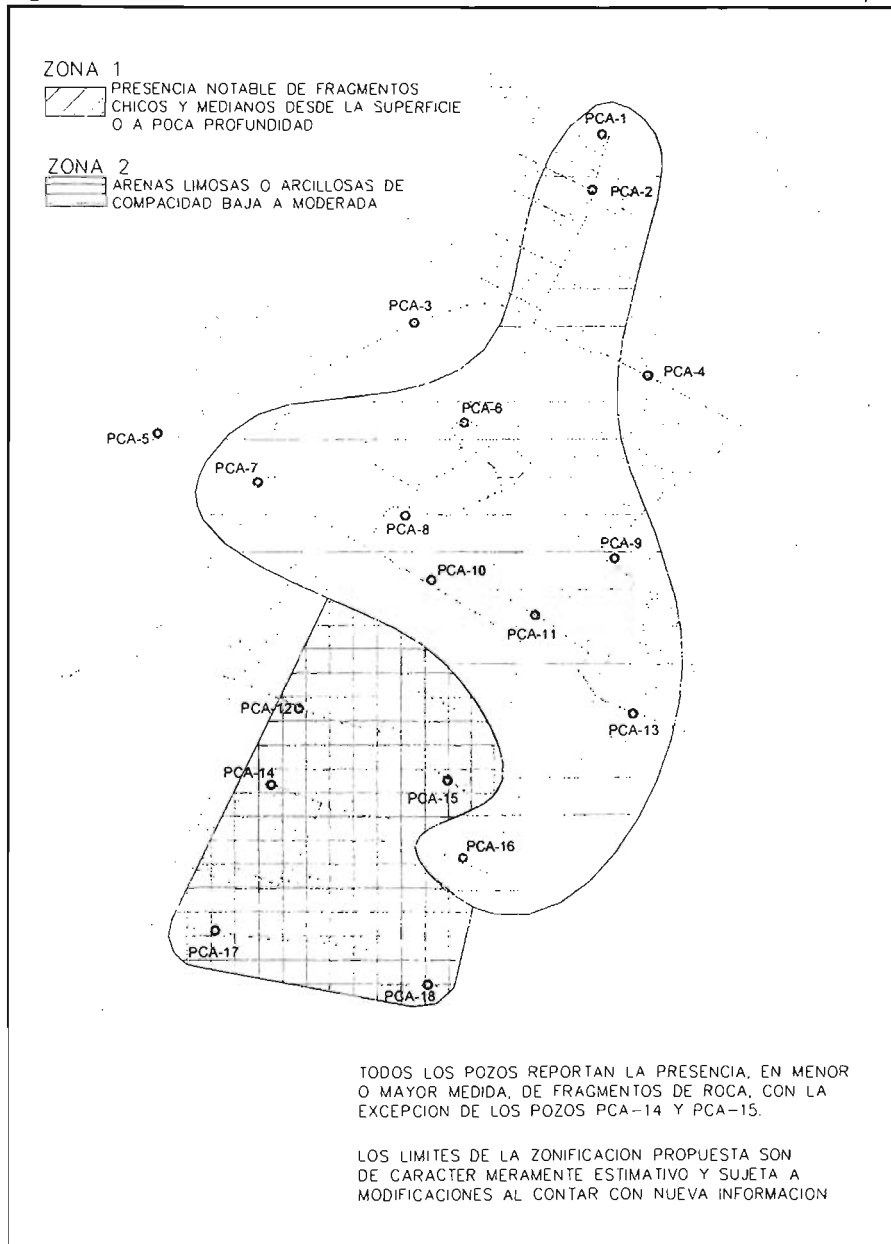 ZONA 1
PRESENCIA NOTABLE DE FRAGMENTOS
CHICOS Y MEDIANOS DESDE LA SUPERFICIE
O A POCA PROFUNDIDAD
ZONA 2
ARENAS LIMOSAS O ARCILLOSAS DE
COMPACIDAD BAJA A MODERADA
PCA-1
PCA-2
PCA-3
PCA-4
PCA-5
PCA-6
PCA-7
PCA-8
PCA-9
PCA-10
PCA-11
PCA-12
PCA-13
PCA-14
PCA-15
PCA-16
PCA-17
PCA-18
TODOS LOS POZOS REPORTAN LA PRESENCIA, EN MENOR
O MAYOR MEDIDA, DE FRAGMENTOS DE ROCA, CON LA
EXCEPCION DE LOS POZOS PCA-14 Y PCA-15.
LOS LIMITES DE LA ZONIFICACION PROPUESTA SON
DE CARACTER MERAMENTE ESTIMATIVO Y SUJETA A
MODIFICACIONES AL CONTAR CON NUEVA INFORMACION